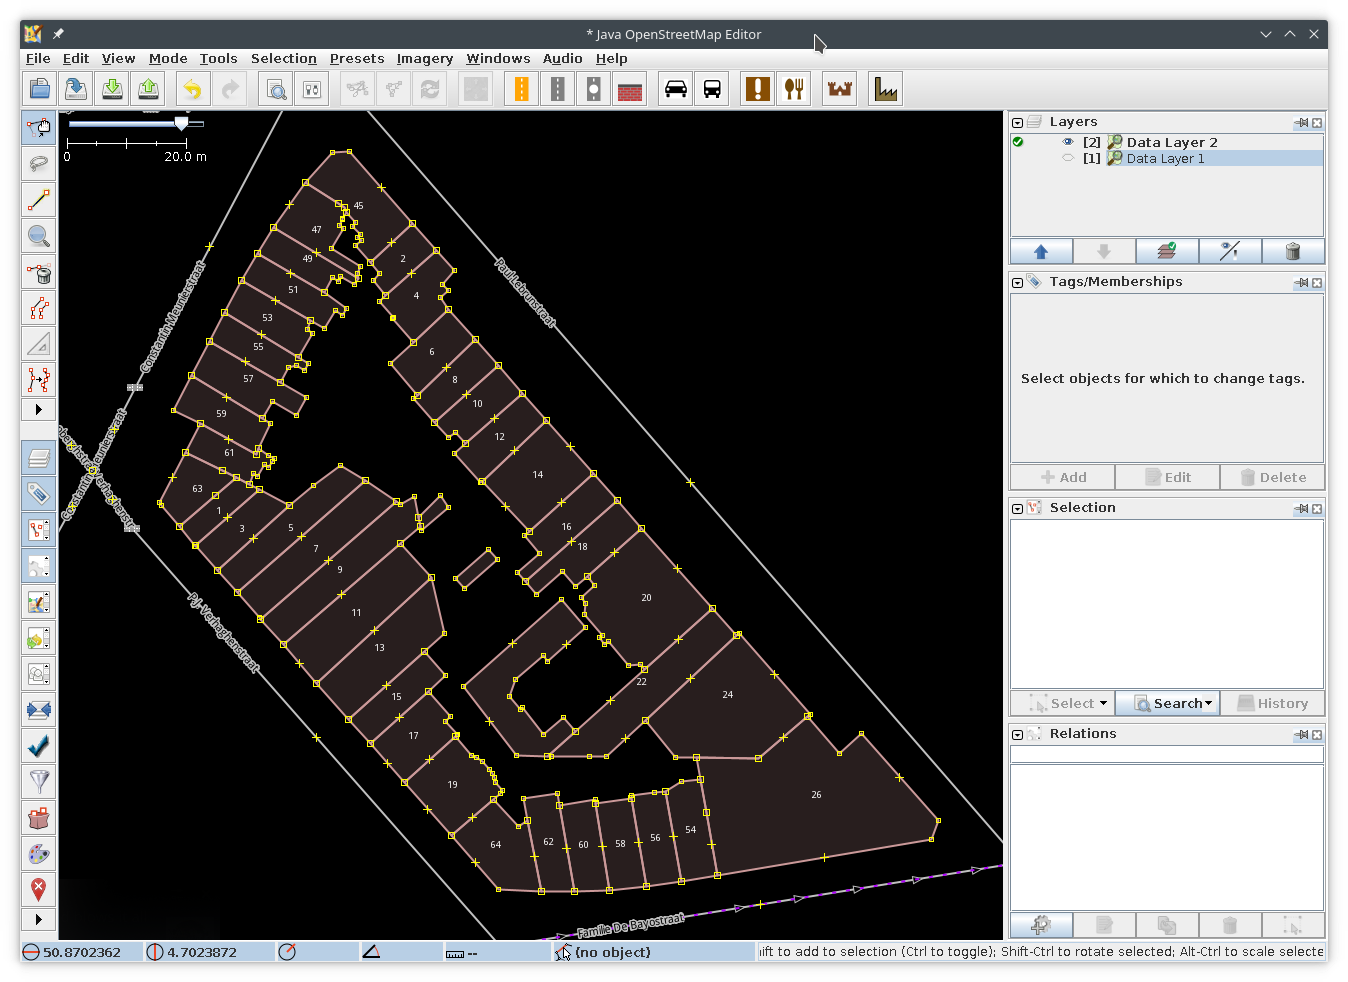 * Java OpenStreetMap Editor
File Edit View Mode Tools Selection Presets Imagery Windows Audio Help
0 20.0 m
Layers
[2] Data Layer 2
[1] Data Layer 1
Tags/Memberships
Select objects for which to change tags.
Add Edit Delete
Selection
Select Search History
Relations
45
47
2
49
4
51
53
55
6
57
8
59
10
12
61
14
63
1
3
5
16
7
18
9
20
11
13
22
15
24
17
19
26
64
62
60
58
56
54
Constantin Meunierstraat
Constantin Meunierstraat
Paul Lebrunstraat
P.J. Verhaghenstraat
Famille De Bayostraat
50.8702362 4.7023872 -- (no object) ift to add to selection (Ctrl to toggle); Shift-Ctrl to rotate selected; Alt-Ctrl to scale selecte